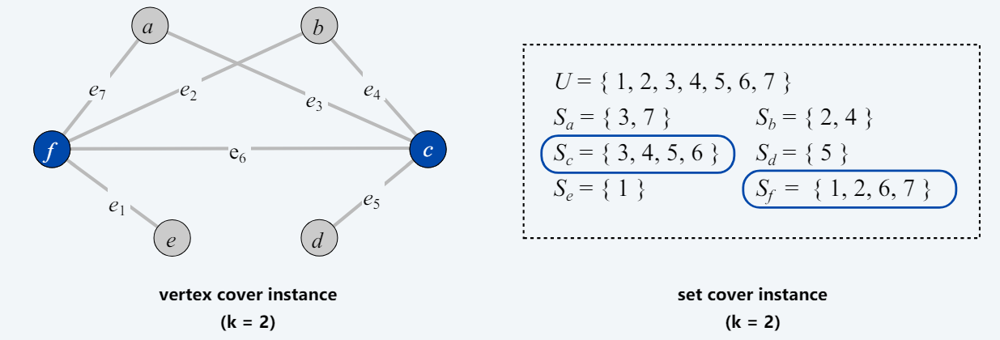 a
b
e7
e2
e3
e4
f
e6
c
e1
e5
e
d
vertex cover instance
(k = 2)
U = { 1, 2, 3, 4, 5, 6, 7 }
Sa = { 3, 7 }
Sb = { 2, 4 }
Sc = { 3, 4, 5, 6 }
Sd = { 5 }
Se = { 1 }
Sf = { 1, 2, 6, 7 }
set cover instance
(k = 2)